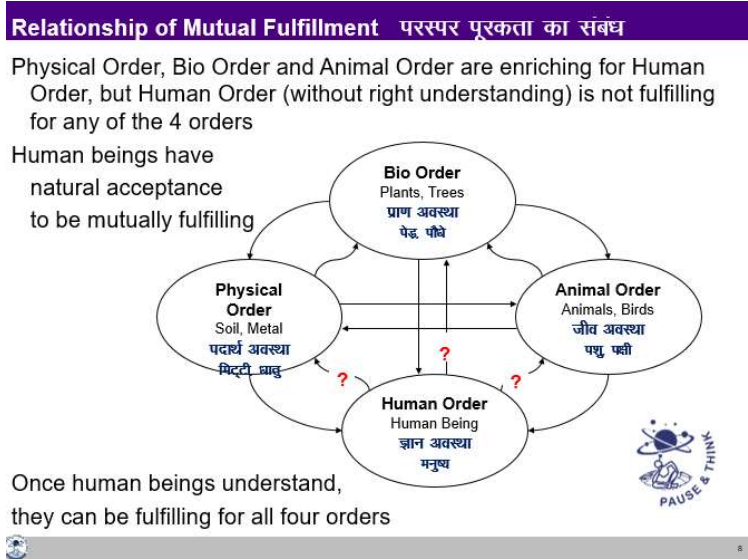 Relationship of Mutual Fulfillment परस्पर पूरकता का संबंध
Physical Order, Bio Order and Animal Order are enriching for Human
Order, but Human Order (without right understanding) is not fulfilling
for any of the 4 orders
Human beings have
natural acceptance
to be mutually fulfilling
Bio Order
Plants, Trees
प्राण अवस्था
पेड़, पौधे
Physical
Order
Soil, Metal
पदार्थ अवस्था
मिट्टी, धातु
Animal Order
Animals, Birds
जीव अवस्था
पशु, पक्षी
?
?
?
Human Order
Human Being
ज्ञान अवस्था
मनुष्य
PAUSE & THINK
Once human beings understand,
they can be fulfilling for all four orders
8